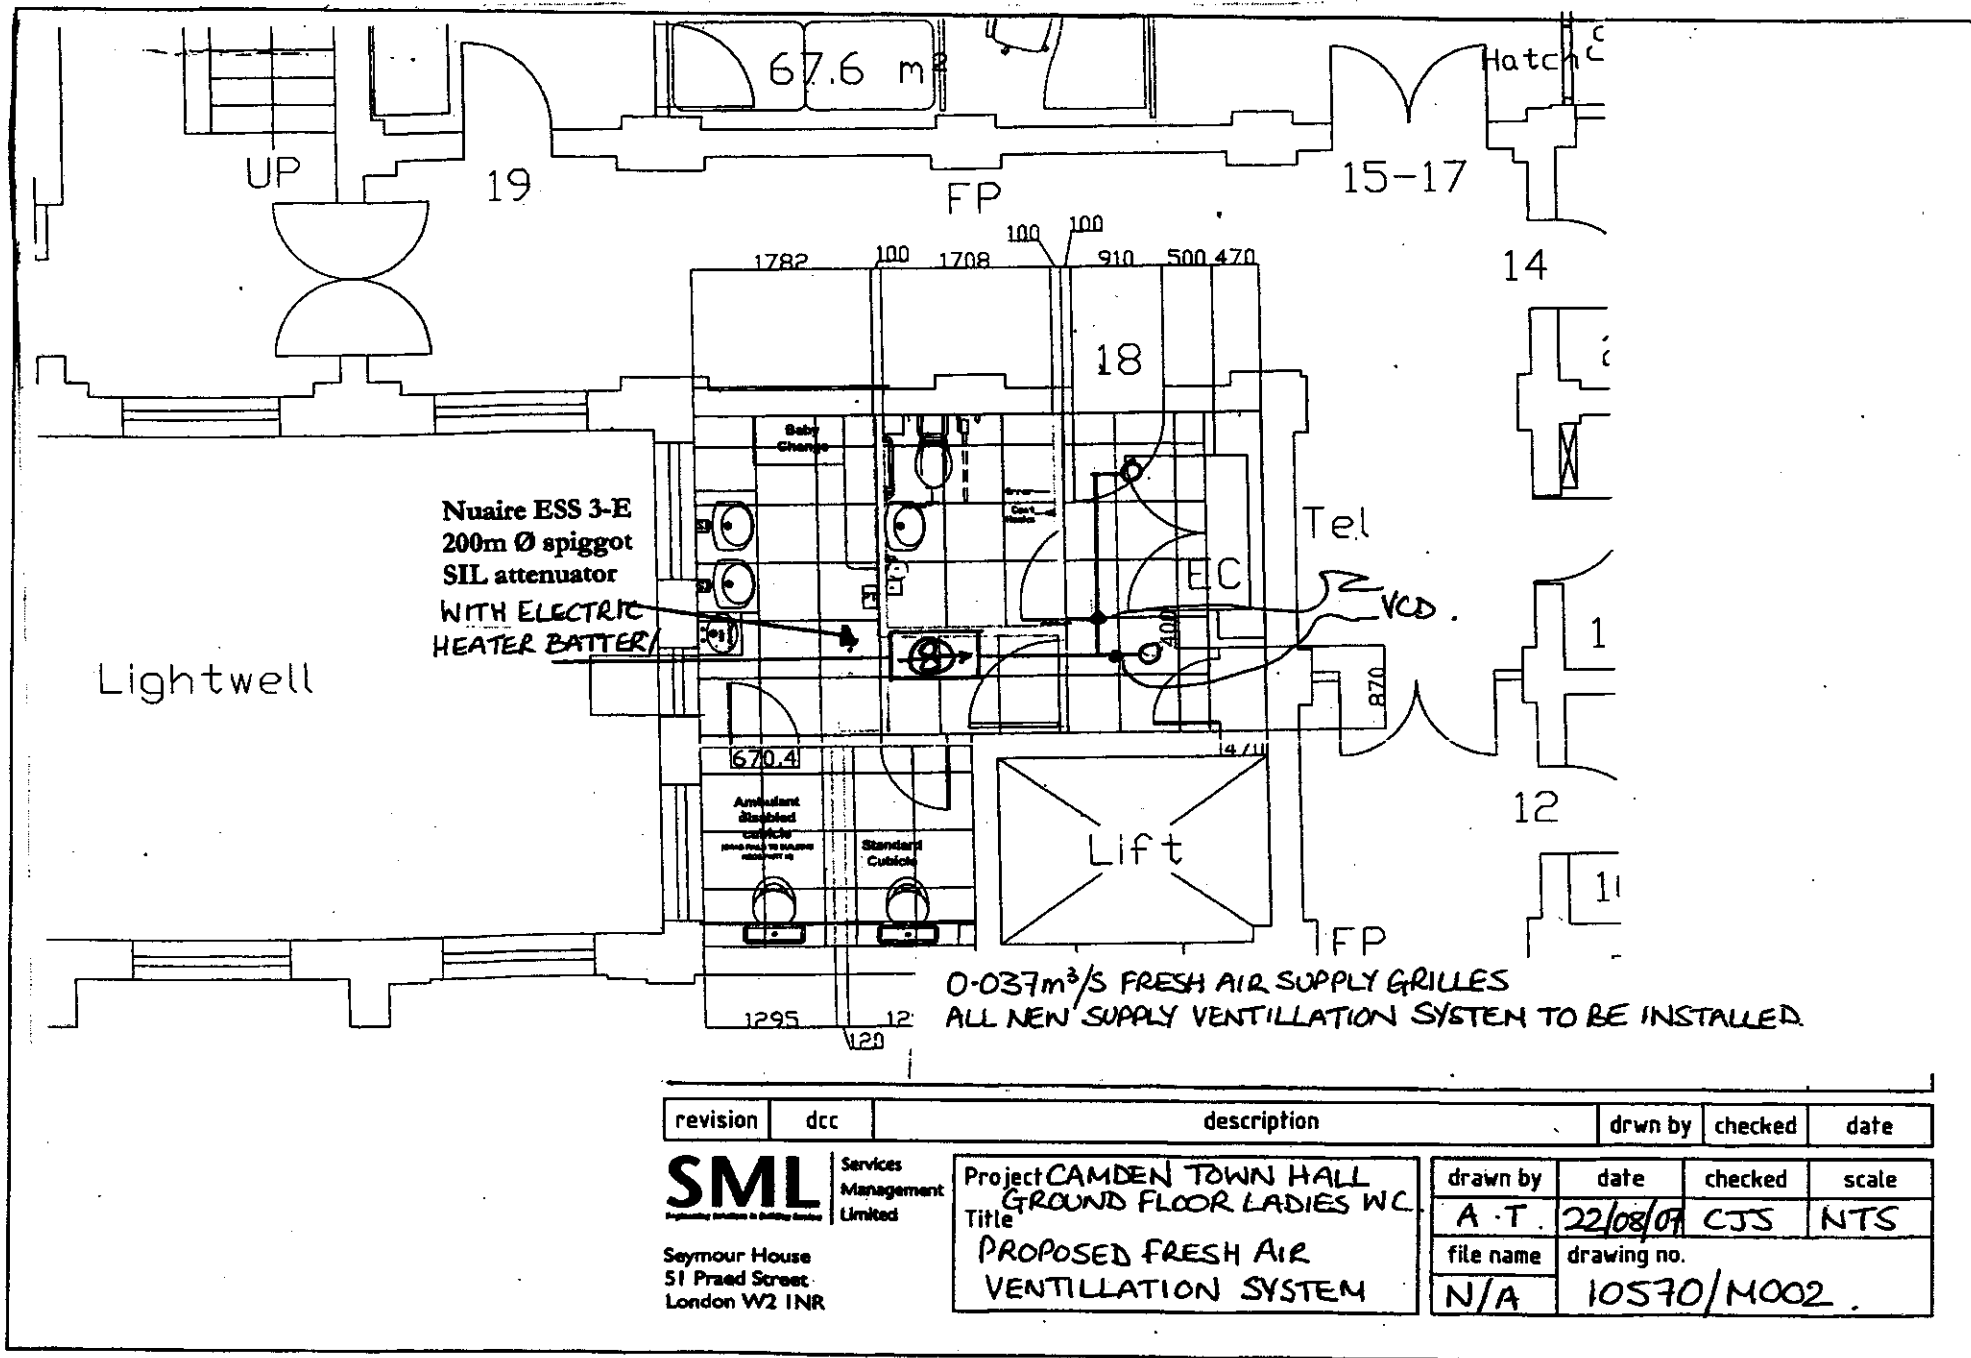 67.6 m²
Hatch
UP
19
FP
15-17
100
100
1782
100
1708
910
500
470
14
18
Baby
Change
Nuaire ESS 3-E
200m Ø spiggot
SIL attenuator
WITH ELECTRIC
HEATER BATTERY
Coat
Hooks
Tel
EC
VCD.
400
1
Lightwell
870
670.4
470
Ambulant
disabled
cubicle
Standard
Cubicle
Lift
12
FP
0.037m³/S FRESH AIR SUPPLY GRILLES
ALL NEW SUPPLY VENTILLATION SYSTEM TO BE INSTALLED.
1295
12
120
revision dcc description drwn by checked date
SML
Services
Management
Limited
Seymour House
51 Praed Street
London W2 1NR
Project CAMDEN TOWN HALL
GROUND FLOOR LADIES WC.
Title
PROPOSED FRESH AIR
VENTILLATION SYSTEM
drawn by date checked scale
A.T. 22/08/07 CJS NTS
file name drawing no.
N/A 10570/M002.